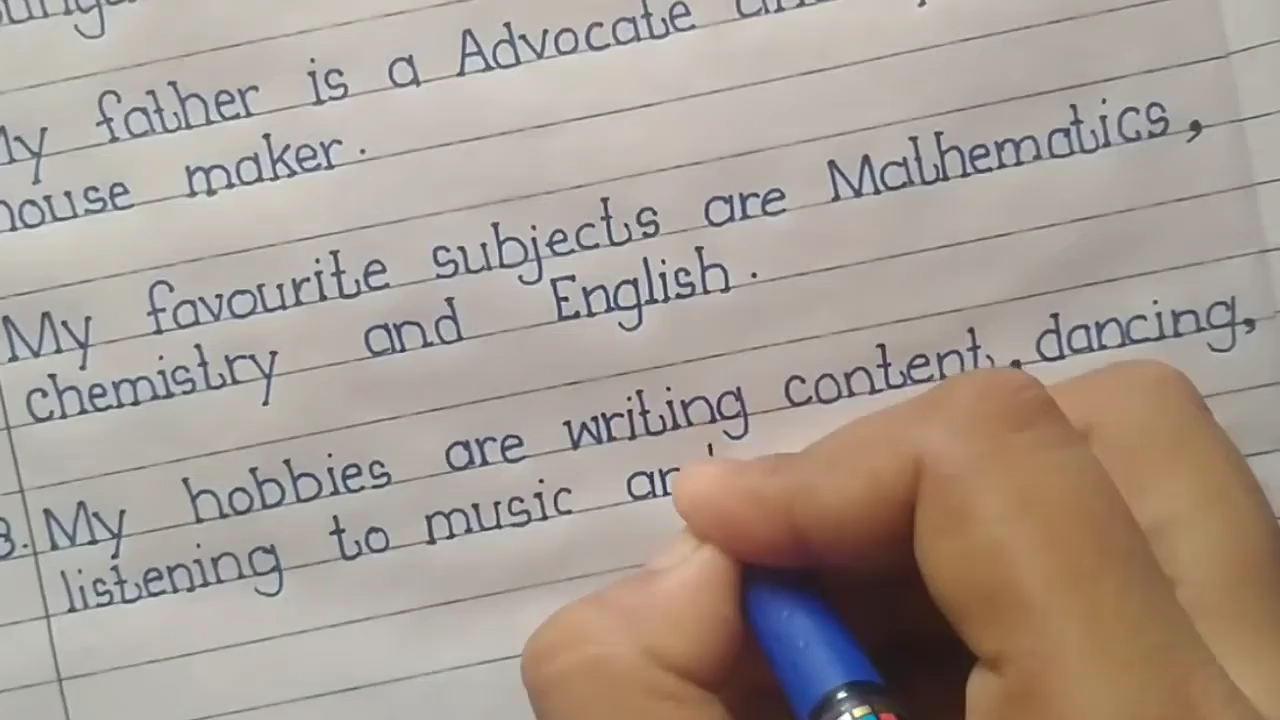 My father is a Advocate
house maker.
My favourite subjects are Mathematics,
chemistry and English.
3. My hobbies are writing content, dancing,
listening to music